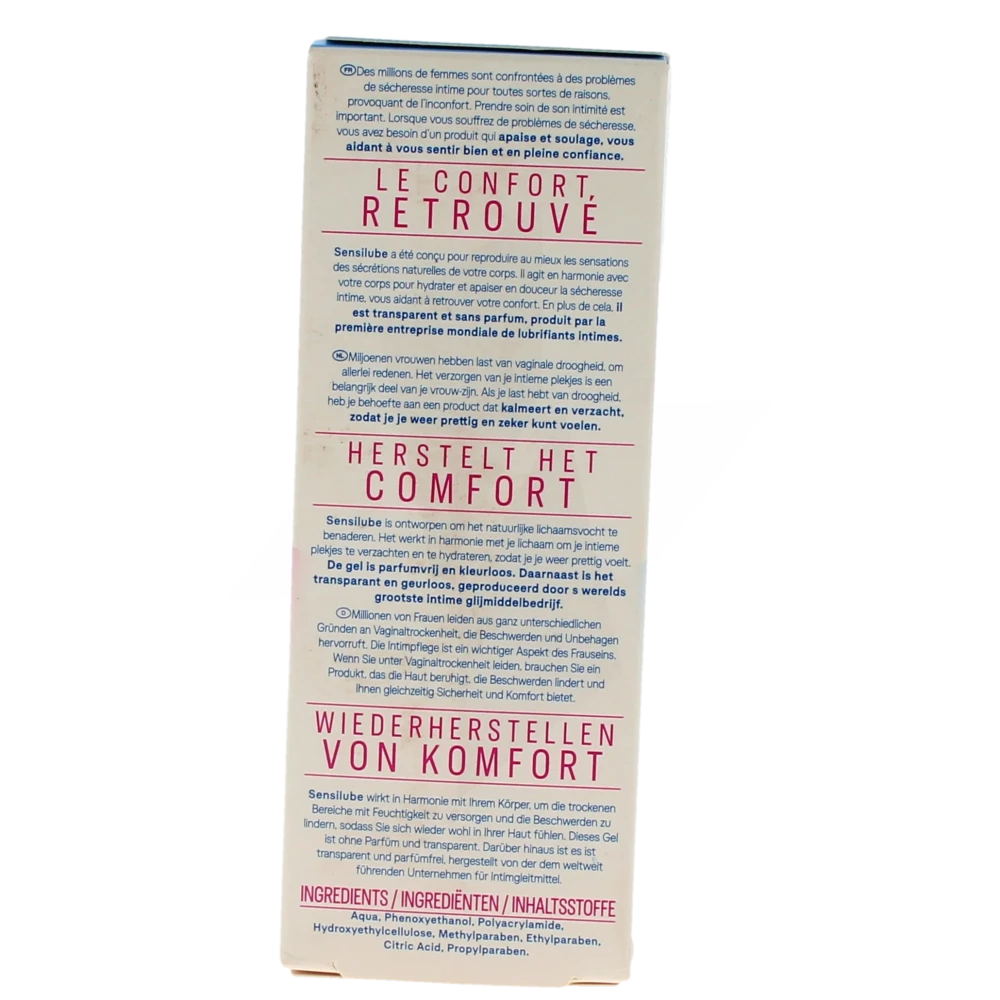 FR Des millions de femmes sont confrontées à des problèmes
de sécheresse intime pour toutes sortes de raisons,
provoquant de l'inconfort. Prendre soin de son intimité est
important. Lorsque vous souffrez de problèmes de sécheresse,
vous avez besoin d'un produit qui apaise et soulage, vous
aidant à vous sentir bien et en pleine confiance.
LE CONFORT
RETROUVÉ
Sensilube a été conçu pour reproduire au mieux les sensations
des sécrétions naturelles de votre corps. Il agit en harmonie avec
votre corps pour hydrater et apaiser en douceur la sécheresse
intime, vous aidant à retrouver votre confort. En plus de cela, il
est transparent et sans parfum, produit par la
première entreprise mondiale de lubrifiants intimes.
NL Miljoenen vrouwen hebben last van vaginale droogheid, om
allerlei redenen. Het verzorgen van je intieme plekjes is een
belangrijk deel van je vrouw-zijn. Als je last hebt van droogheid,
heb je behoefte aan een product dat kalmeert en verzacht,
zodat je je weer prettig en zeker kunt voelen.
HERSTELT HET
COMFORT
Sensilube is ontworpen om het natuurlijke lichaamsvocht te
benaderen. Het werkt in harmonie met je lichaam om je intieme
plekjes te verzachten en te hydrateren, zodat je je weer prettig voelt.
De gel is parfumvrij en kleurloos. Daarnaast is het
transparant en geurloos, geproduceerd door s werelds
grootste intime glijmiddelbedrijf.
D Millionen von Frauen leiden aus ganz unterschiedlichen
Gründen an Vaginaltrockenheit, die Beschwerden und Unbehagen
hervorruft. Die Intimpflege ist ein wichtiger Aspekt des Frauseins.
Wenn Sie unter Vaginaltrockenheit leiden, brauchen Sie ein
Produkt, das die Haut beruhigt, die Beschwerden lindert und
Ihnen gleichzeitig Sicherheit und Komfort bietet.
WIEDERHERSTELLEN
VON KOMFORT
Sensilube wirkt in Harmonie mit Ihrem Körper, um die trockenen
Bereiche mit Feuchtigkeit zu versorgen und die Beschwerden zu
lindern, sodass Sie sich wieder wohl in Ihrer Haut fühlen. Dieses Gel
ist ohne Parfüm und transparent. Darüber hinaus ist es ist
transparent und parfümfrei, hergestellt von der dem weltweit
führenden Unternehmen für Intimgleitmittel.
INGREDIENTS / INGREDIËNTEN / INHALTSSTOFFE
Aqua, Phenoxyethanol, Polyacrylamide,
Hydroxyethylcellulose, Methylparaben, Ethylparaben,
Citric Acid, Propylparaben.